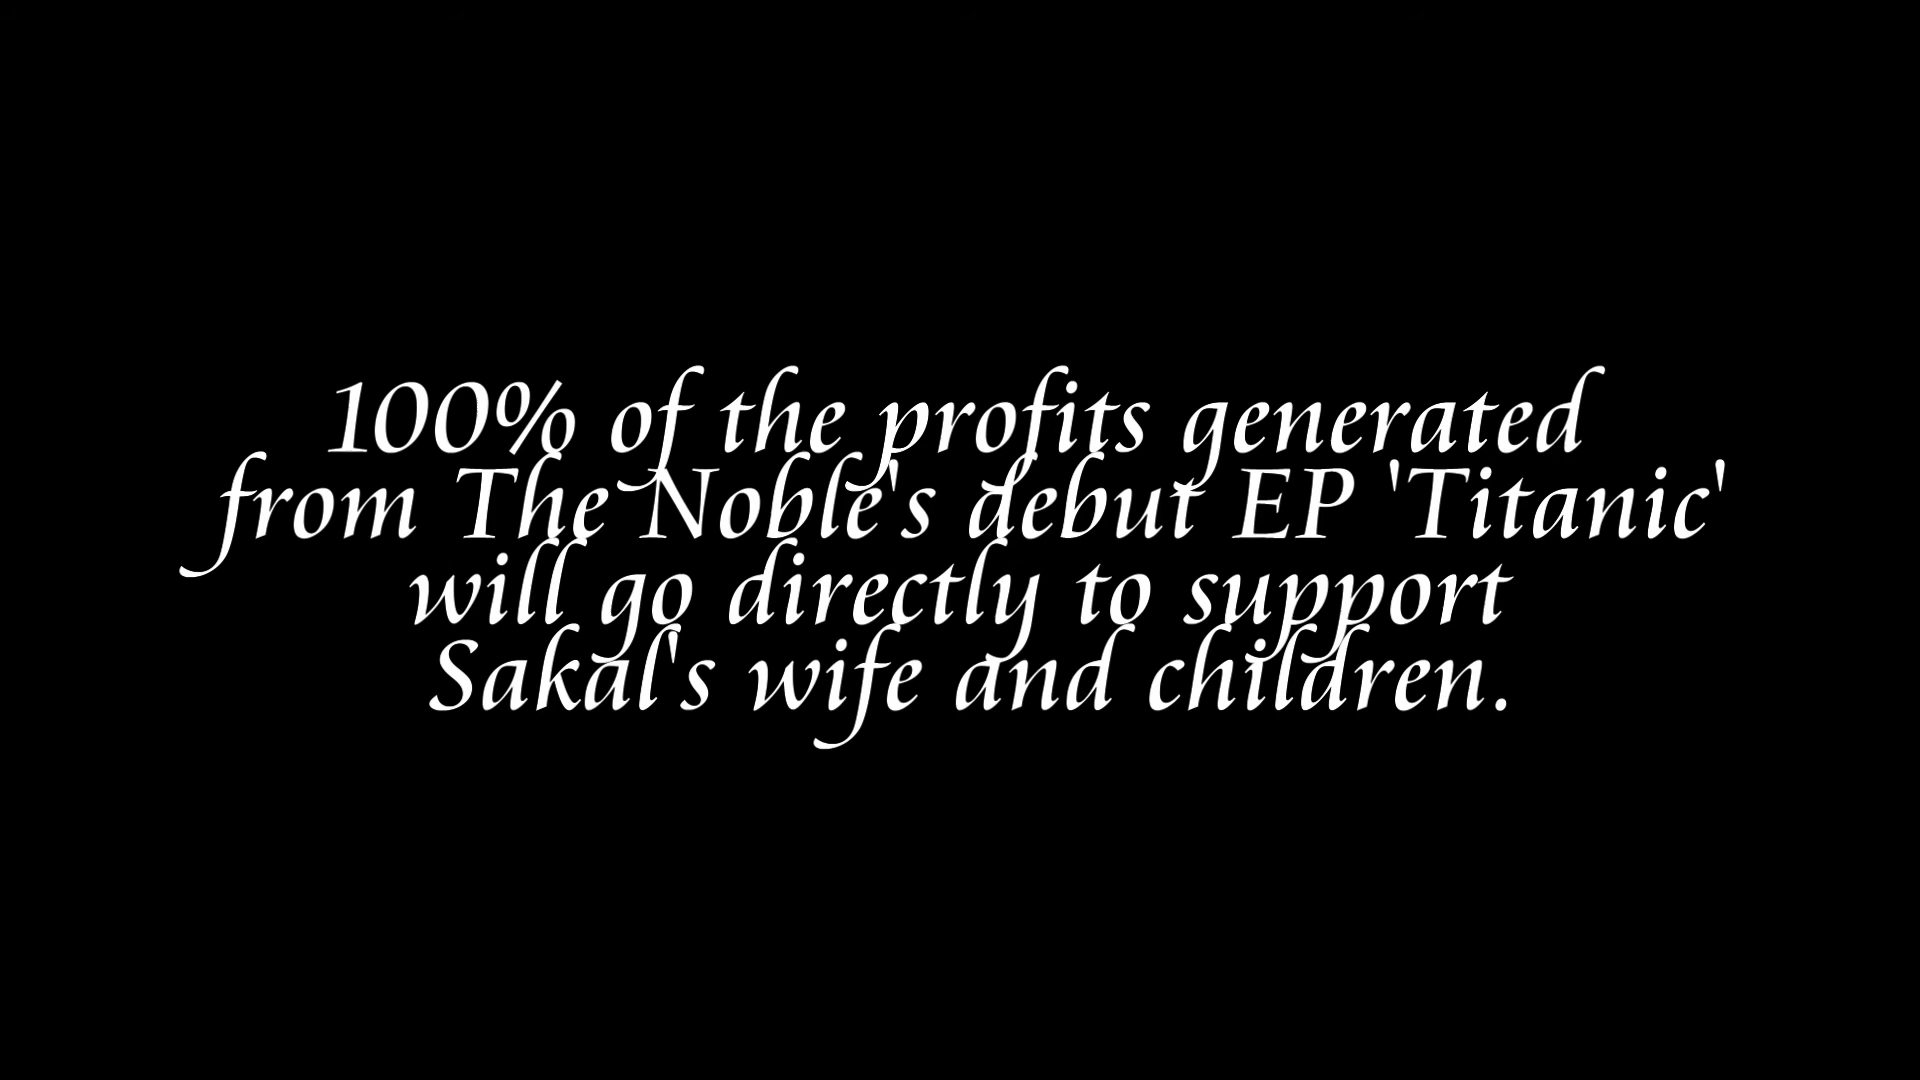 100% of the profits generated
from The Noble's debut EP 'Titanic'
will go directly to support
Sakal's wife and children.